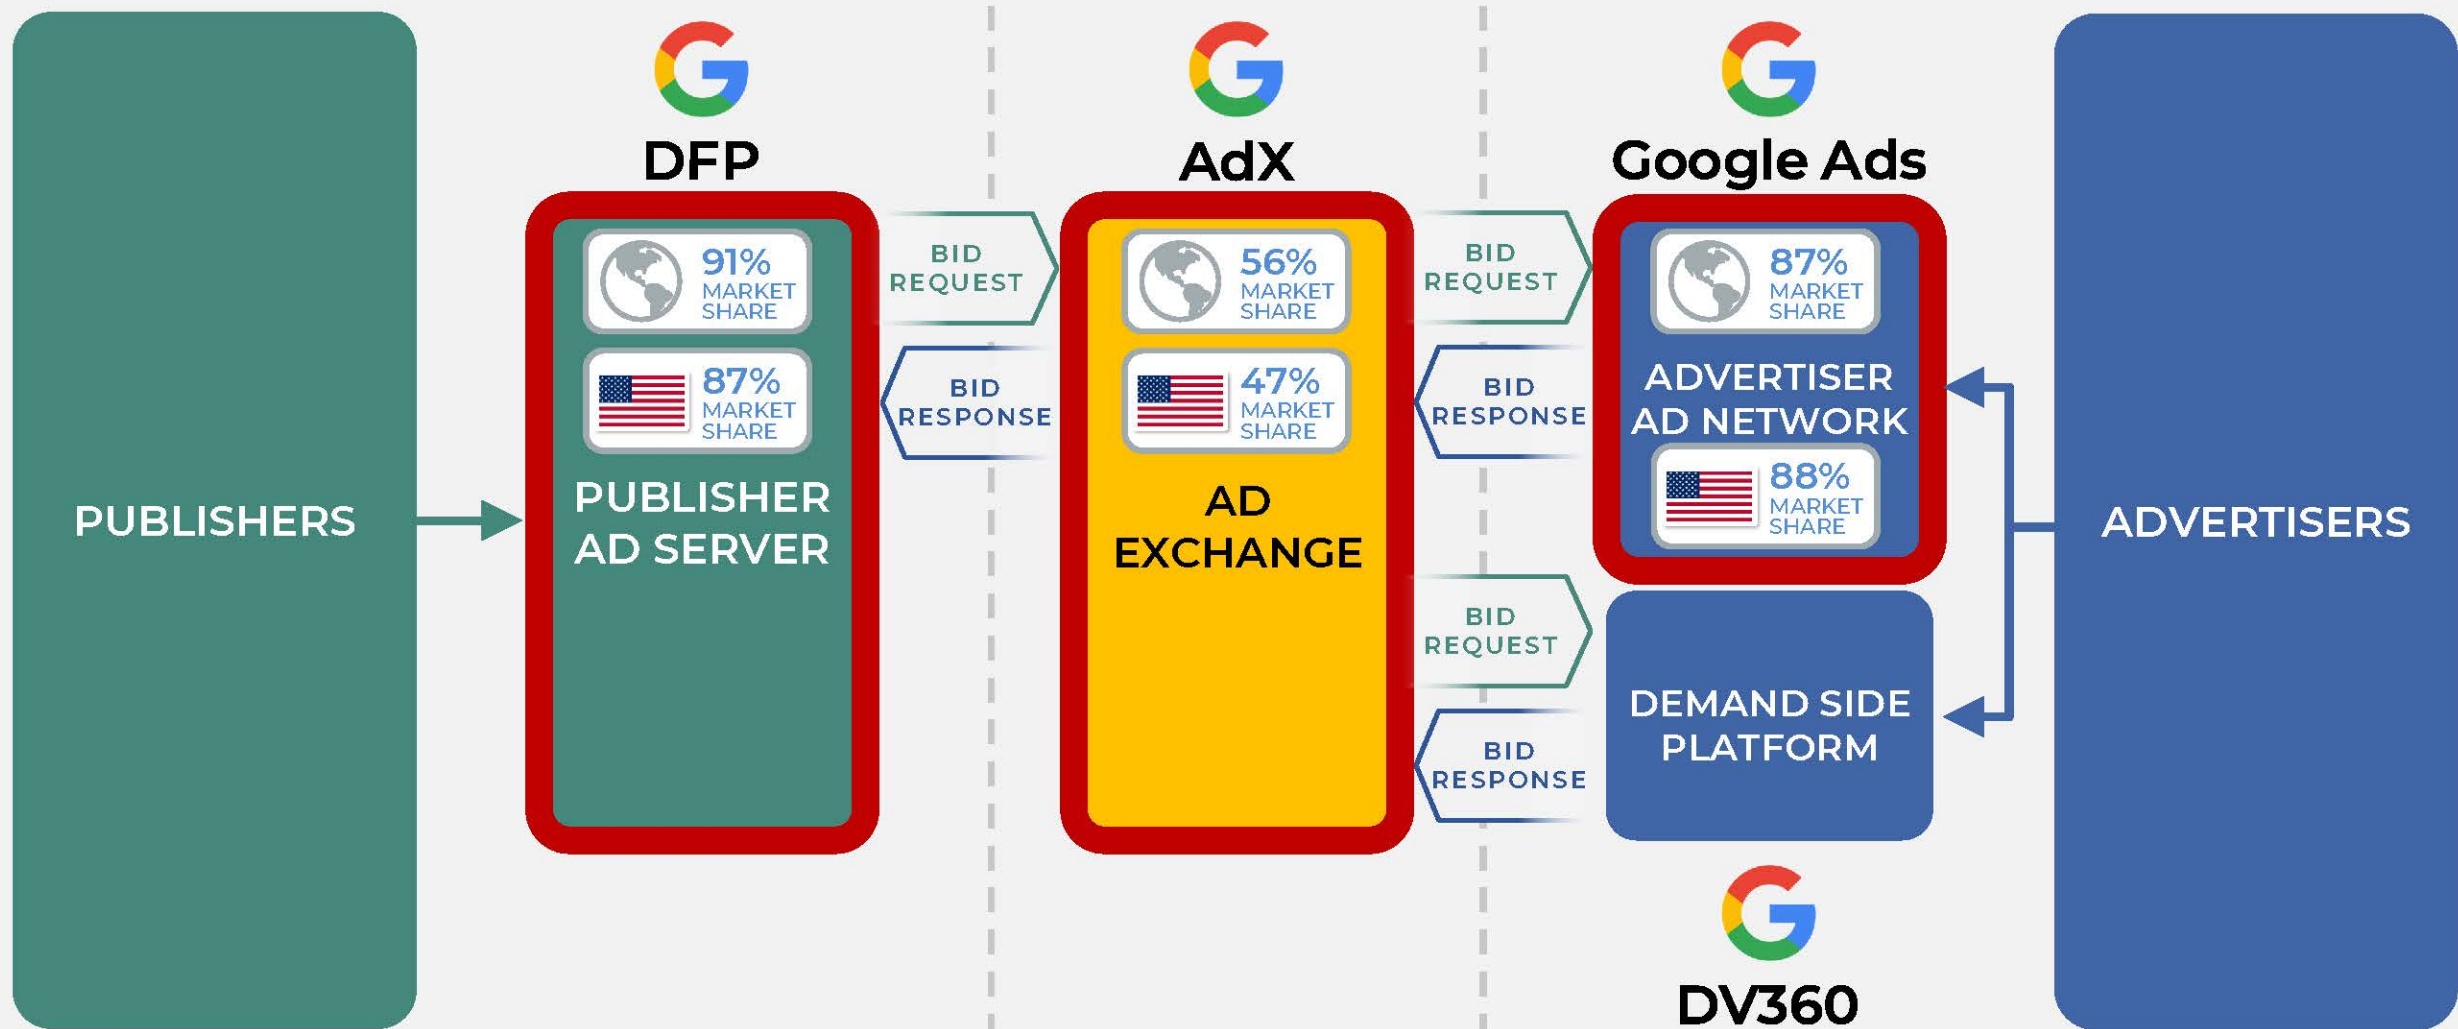 PUBLISHERS
DFP
91%
MARKET
SHARE
87%
MARKET
SHARE
PUBLISHER
AD SERVER
BID
REQUEST
BID
RESPONSE
AdX
56%
MARKET
SHARE
47%
MARKET
SHARE
AD
EXCHANGE
BID
REQUEST
BID
RESPONSE
BID
REQUEST
BID
RESPONSE
Google Ads
87%
MARKET
SHARE
ADVERTISER
AD NETWORK
88%
MARKET
SHARE
DEMAND SIDE
PLATFORM
DV360
ADVERTISERS